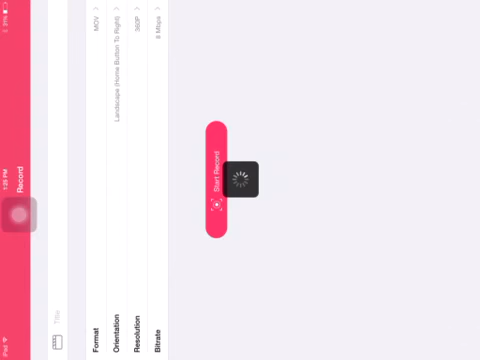 iPad 1:25 PM 31%
Record
Title
Format MOV
Orientation Landscape (Home Button To Right)
Resolution 360P
Bitrate 8 Mbps
Start Record